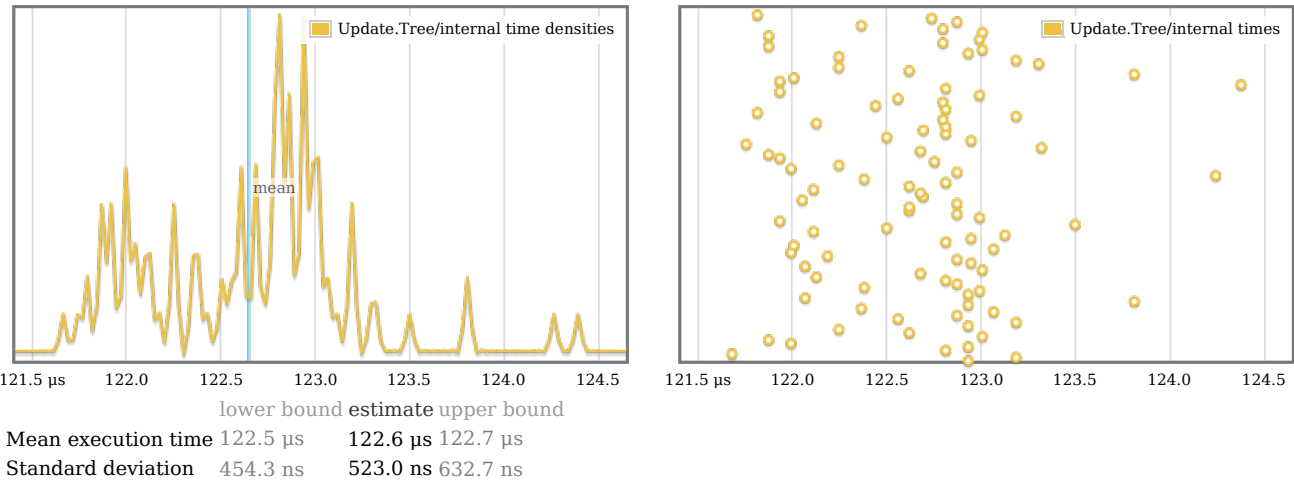 Update.Tree/internal time densities
mean
121.5 μs 122.0 122.5 123.0 123.5 124.0 124.5
Update.Tree/internal times
121.5 μs 122.0 122.5 123.0 123.5 124.0 124.5
lower bound estimate upper bound
Mean execution time 122.5 μs 122.6 μs 122.7 μs
Standard deviation 454.3 ns 523.0 ns 632.7 ns